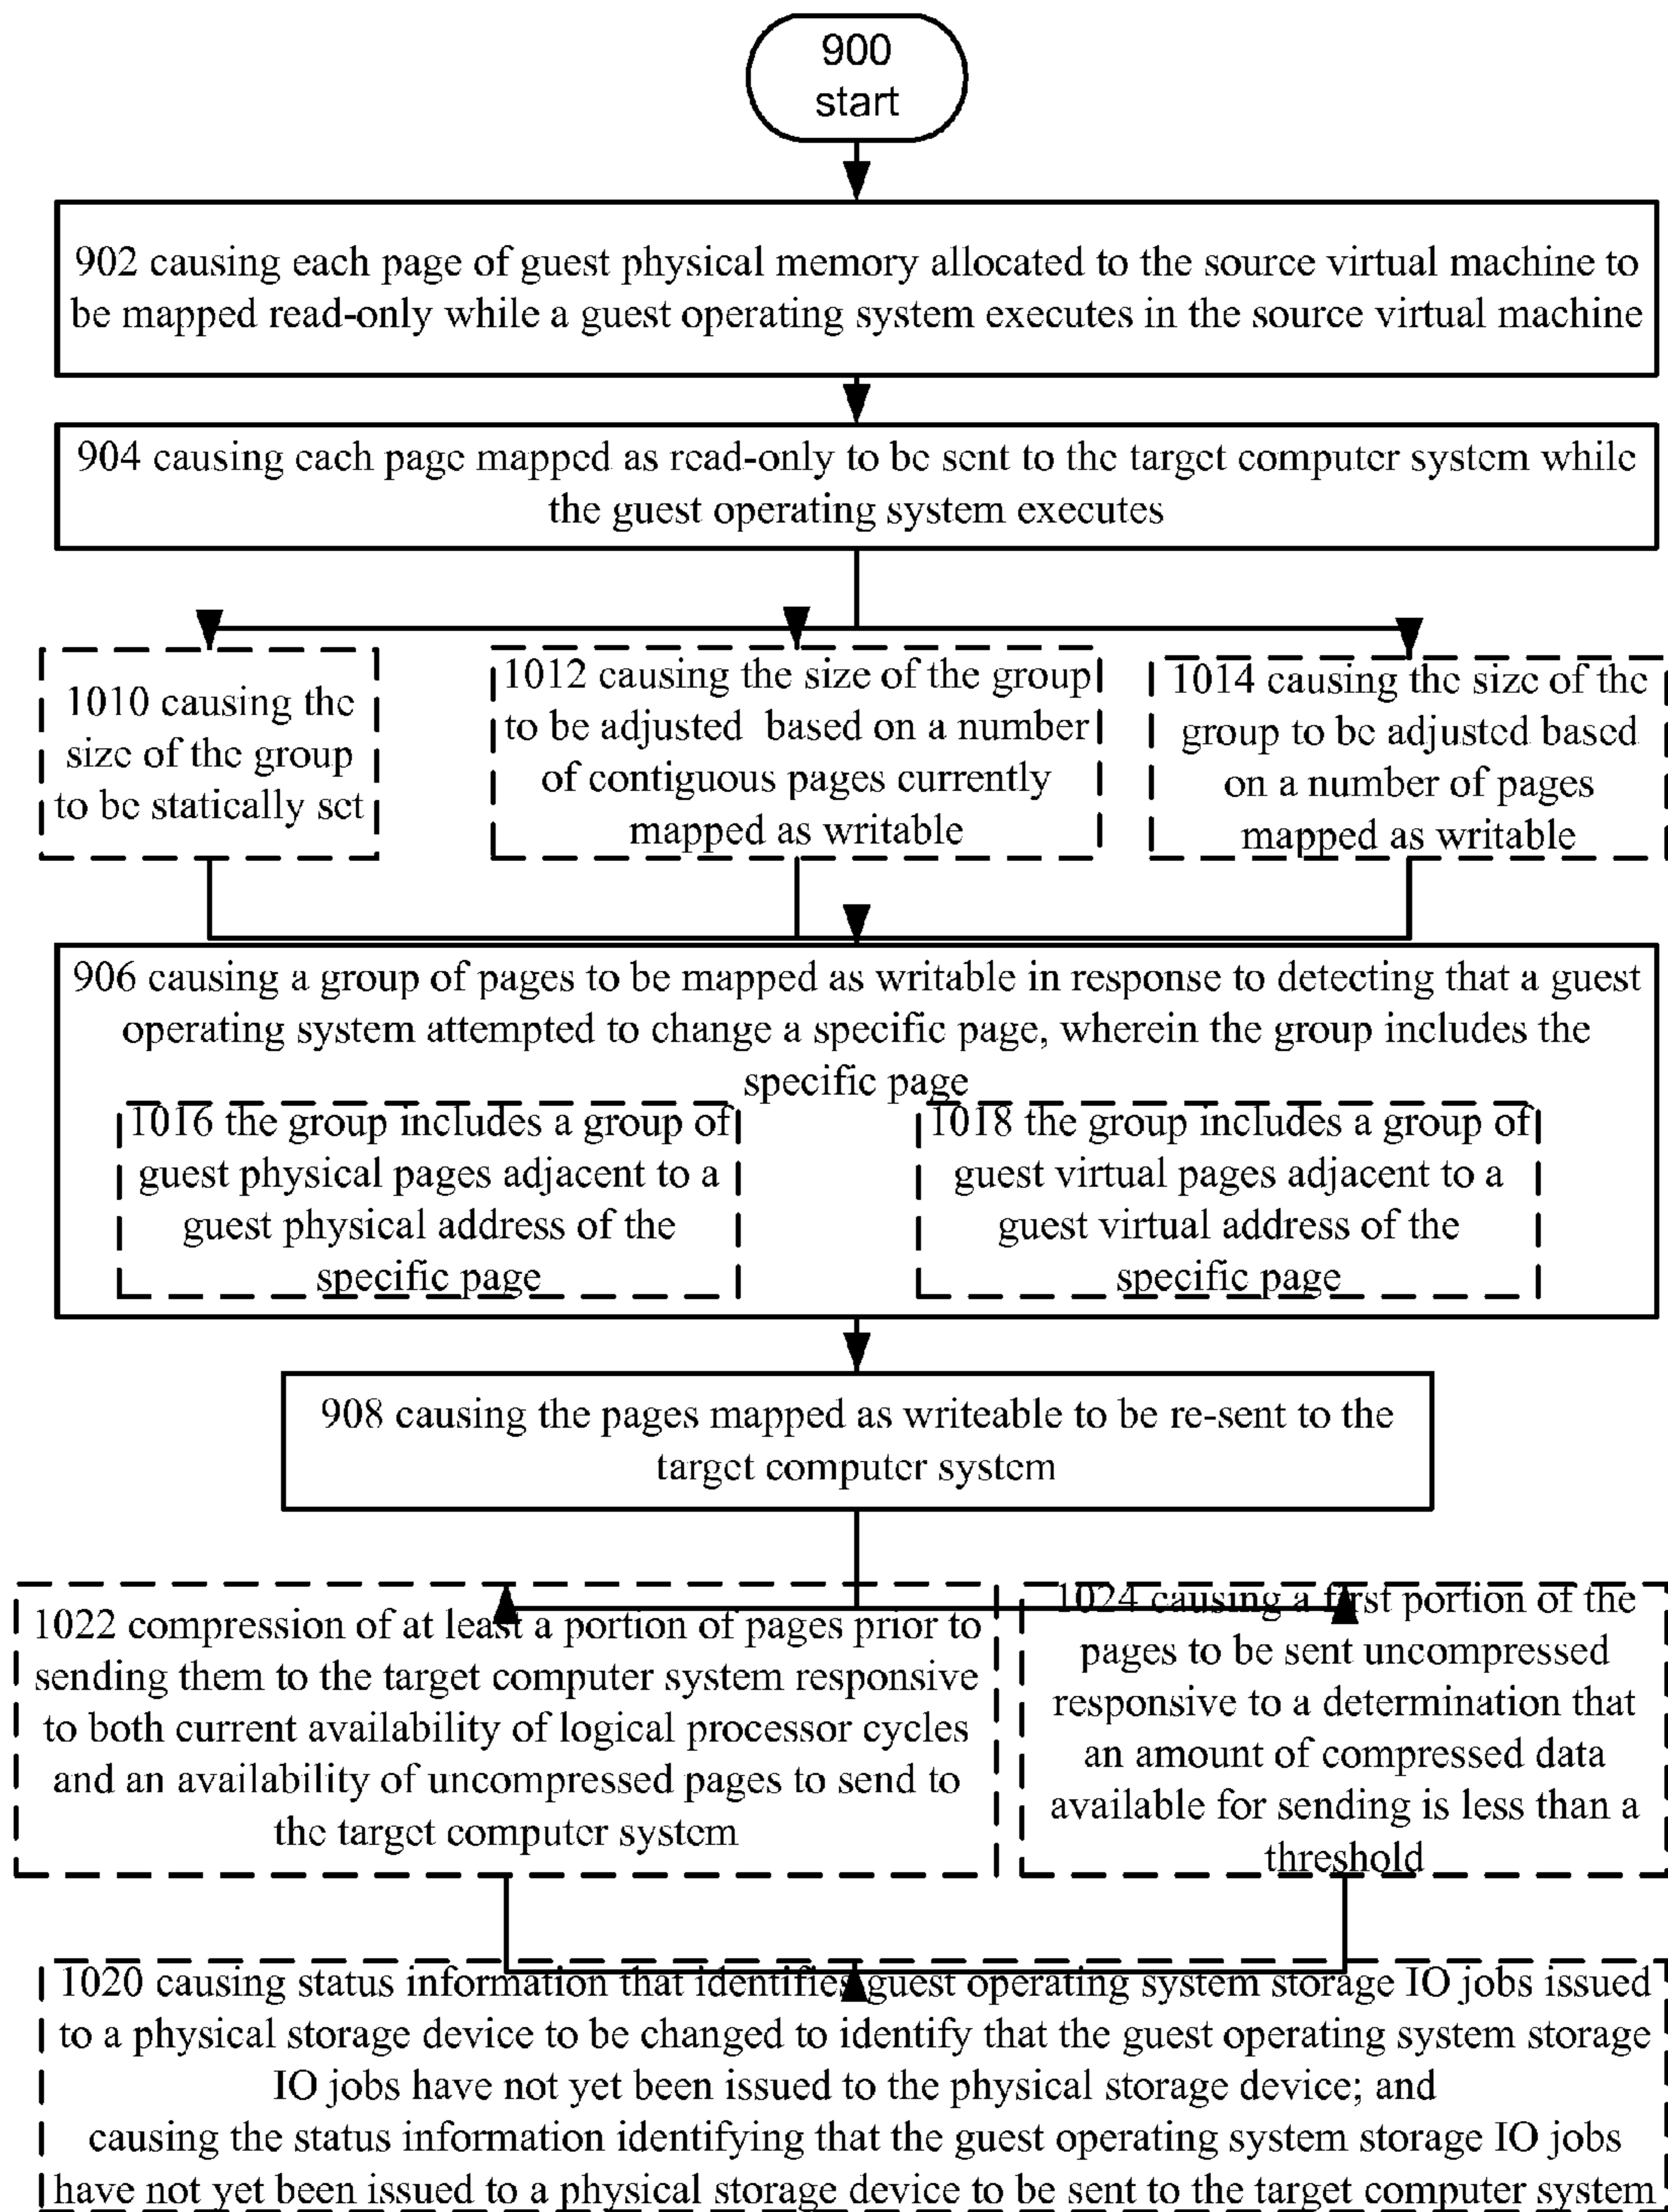 900
start
902 causing each page of guest physical memory allocated to the source virtual machine to
be mapped read-only while a guest operating system executes in the source virtual machine
904 causing each page mapped as read-only to be sent to the target computer system while
the guest operating system executes
1010 causing the
size of the group
to be statically set
1012 causing the size of the group
to be adjusted based on a number
of contiguous pages currently
mapped as writable
1014 causing the size of the
group to be adjusted based
on a number of pages
mapped as writable
906 causing a group of pages to be mapped as writable in response to detecting that a guest
operating system attempted to change a specific page, wherein the group includes the
specific page
1016 the group includes a group of
guest physical pages adjacent to a
guest physical address of the
specific page
1018 the group includes a group of
guest virtual pages adjacent to a
guest virtual address of the
specific page
908 causing the pages mapped as writeable to be re-sent to the
target computer system
1022 compression of at least a portion of pages prior to
sending them to the target computer system responsive
to both current availability of logical processor cycles
and an availability of uncompressed pages to send to
the target computer system
1024 causing a first portion of the
pages to be sent uncompressed
responsive to a determination that
an amount of compressed data
available for sending is less than a
threshold
1020 causing status information that identifies guest operating system storage IO jobs issued
to a physical storage device to be changed to identify that the guest operating system storage
IO jobs have not yet been issued to the physical storage device; and
causing the status information identifying that the guest operating system storage IO jobs
have not yet been issued to a physical storage device to be sent to the target computer system